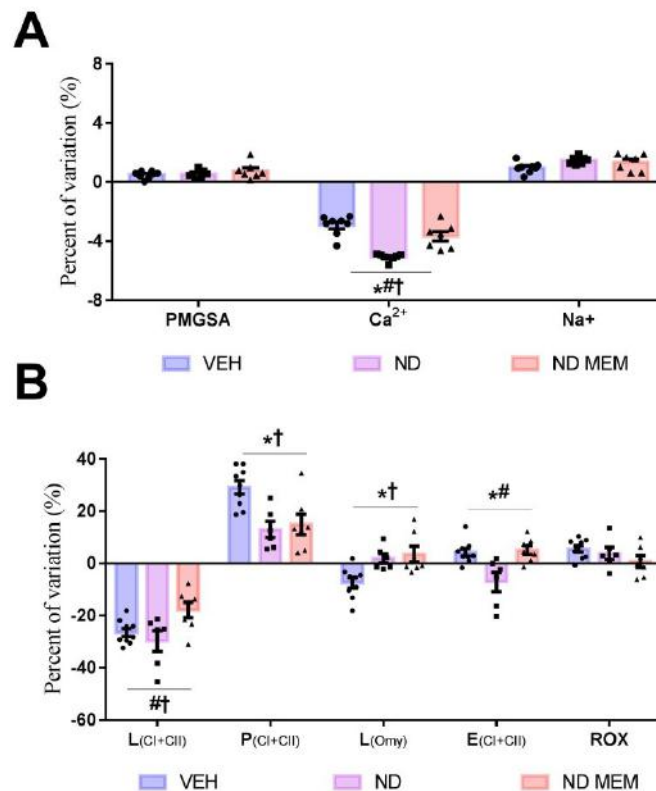 A
Percent of variation (%)
8
4
0
-4
-8
*#†
PMGSA Ca²⁺ Na+
VEH ND ND MEM
B
Percent of variation (%)
40
20
0
-20
-40
-60
*†
*†
*#
#†
L(CI+CII) P(CI+CII) L(Omy) E(CI+CII) ROX
VEH ND ND MEM